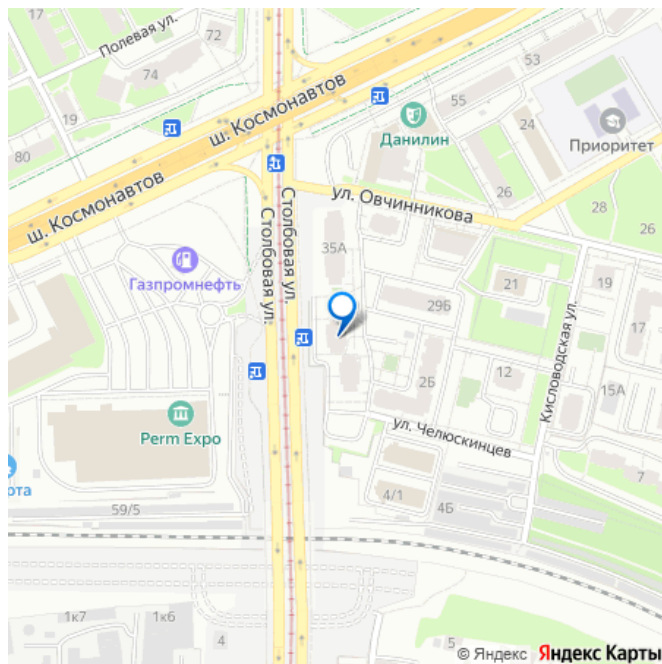 17
Полевая ул.
72
74
19
80
ш. Космонавтов
53
55
Данилин
24
Приоритет
ш. Космонавтов
ул. Овчинникова
26
28
26
Столбовая ул.
Столбовая ул.
35А
Газпромнефть
21
19
29Б
17
Кисловодская ул.
12
2Б
15А
Perm Expo
ул. Челюскинцев
7
ота
59/5
4/1
4Б
1к7
1к6
4
5
© Яндекс Яндекс Карты